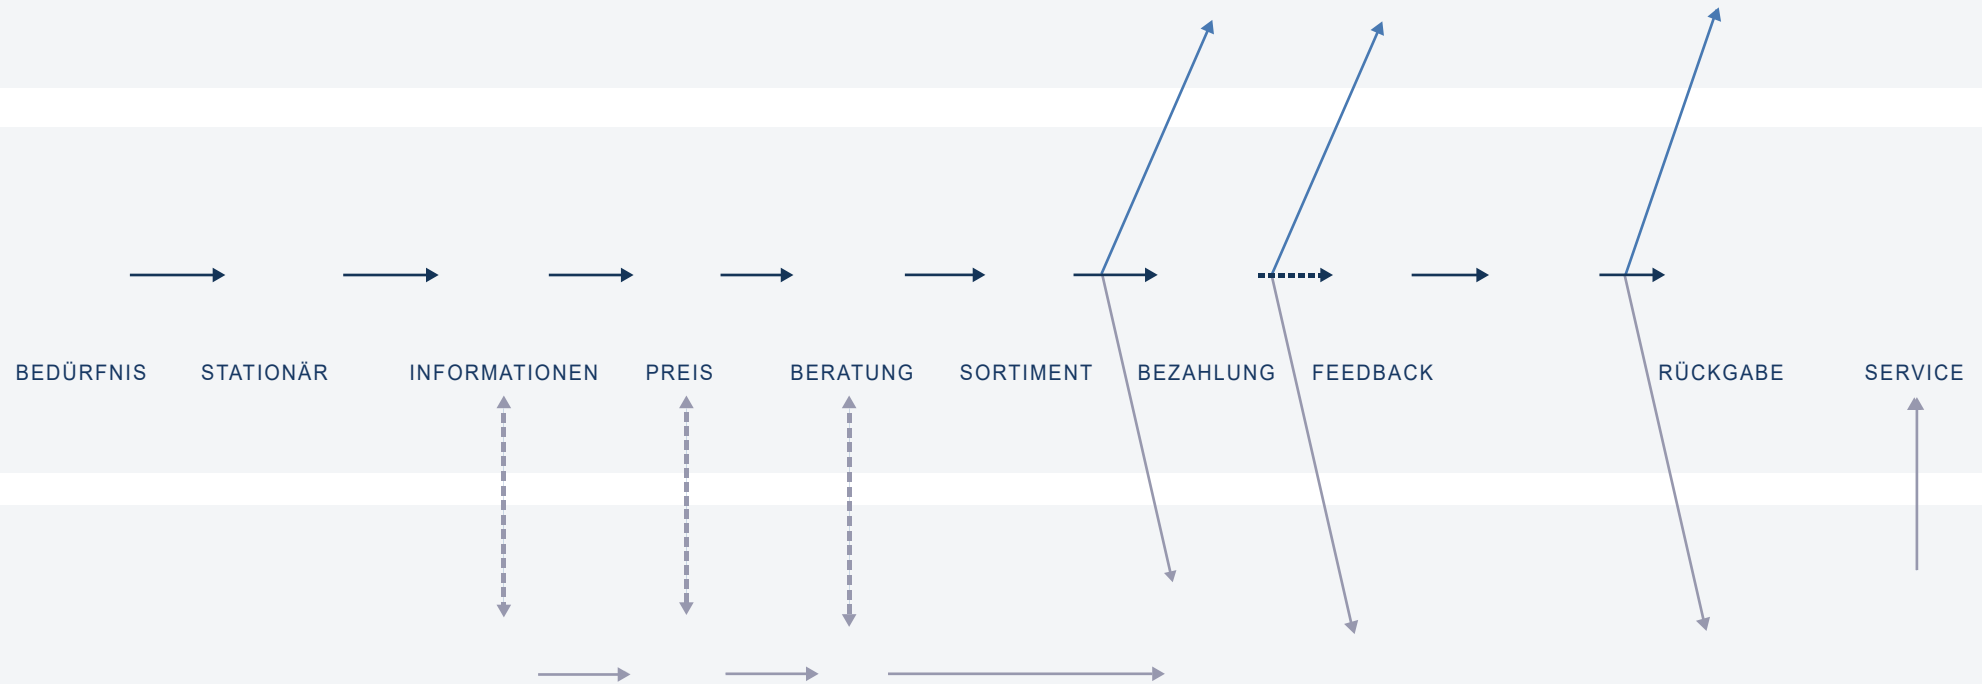 BEDÜRFNIS STATIONÄR INFORMATIONEN PREIS BERATUNG SORTIMENT BEZAHLUNG FEEDBACK RÜCKGABE SERVICE